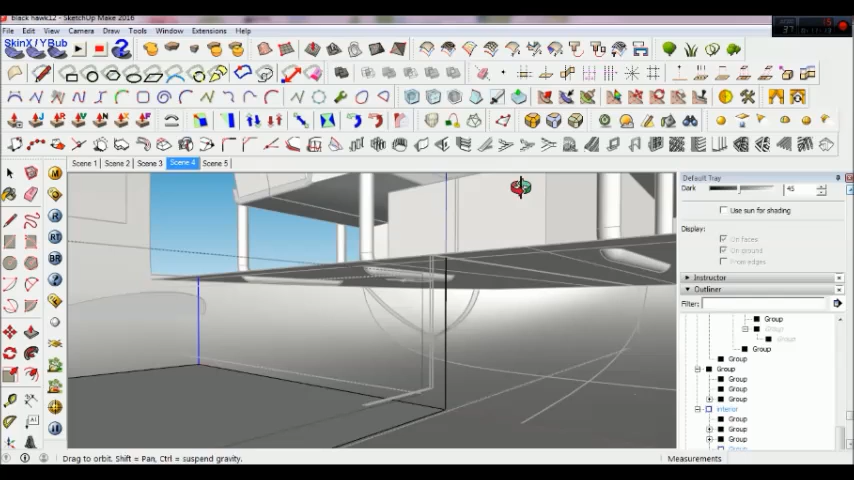 Black hawk12 - SketchUp Make 2016
File Edit View Camera Draw Tools Window Extensions Help
SkinX / YBub
Scene 1 Scene 2 Scene 3 Scene 4 Scene 5
Default Tray
Dark 45
Use sun for shading
Display:
On faces
On ground
From edges
Instructor
Outliner
Filter:
Group
Group
Group
Group
Group
Group
Group
Group
Group
interior
Group
Group
Group
Group
Drag to orbit. Shift = Pan, Ctrl = suspend gravity.
Measurements